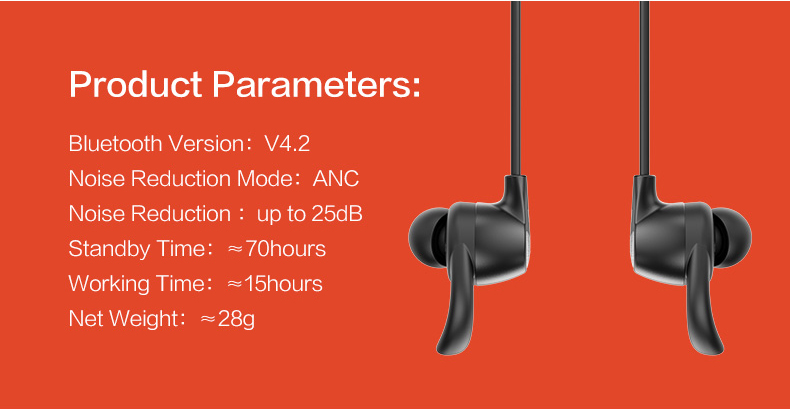 Product Parameters:
Bluetooth Version：V4.2
Noise Reduction Mode：ANC
Noise Reduction：up to 25dB
Standby Time：≈70hours
Working Time：≈15hours
Net Weight：≈28g